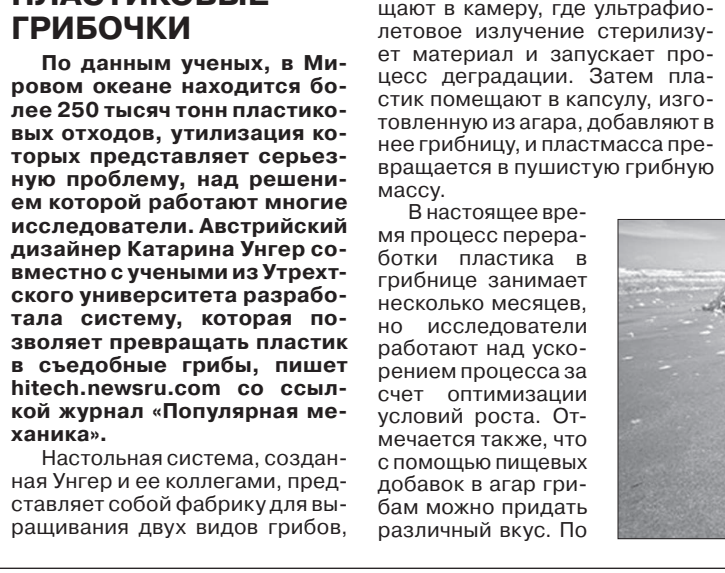 ПЛАСТИКОВЫЕ
ГРИБОЧКИ
По данным ученых, в Ми-
ровом океане находится бо-
лее 250 тысяч тонн пластико-
вых отходов, утилизация ко-
торых представляет серьез-
ную проблему, над решени-
ем которой работают многие
исследователи. Австрийский
дизайнер Катарина Унгер со-
вместно с учеными из Утрехт-
ского университета разрабо-
тала систему, которая по-
зволяет превращать пластик
в съедобные грибы, пишет
hitech.newsru.com со ссыл-
кой журнал «Популярная ме-
ханика».
Настольная система, создан-
ная Унгер и ее коллегами, пред-
ставляет собой фабрику для вы-
ращивания двух видов грибов,
щают в камеру, где ультрафио-
летовое излучение стерилизу-
ет материал и запускает про-
цесс деградации. Затем пла-
стик помещают в капсулу, изго-
товленную из агара, добавляют в
нее грибницу, и пластмасса пре-
вращается в пушистую грибную
массу.
В настоящее вре-
мя процесс перера-
ботки пластика в
грибнице занимает
несколько месяцев,
но исследователи
работают над уско-
рением процесса за
счет оптимизации
условий роста. От-
мечается также, что
с помощью пищевых
добавок в агар гри-
бам можно придать
различный вкус. По